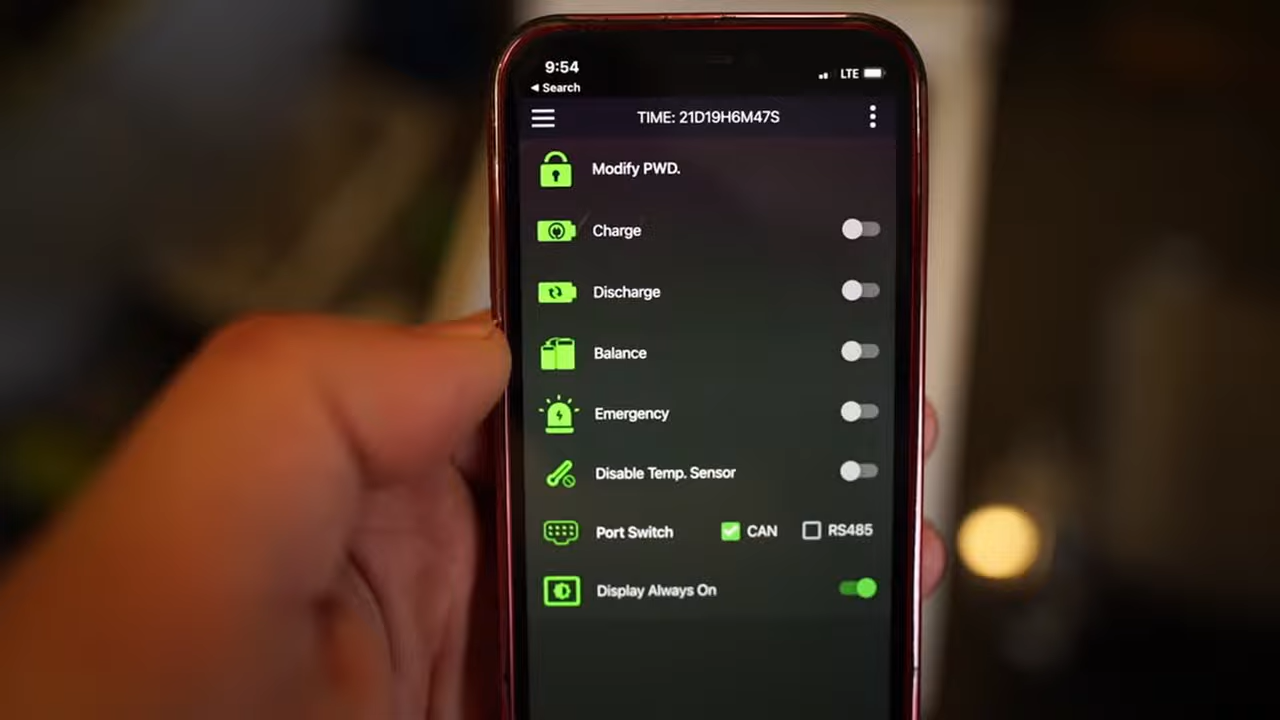 9:54
LTE
◄ Search
TIME: 21D19H6M47S
Modify PWD.
Charge
Discharge
Balance
Emergency
Disable Temp. Sensor
Port Switch CAN RS485
Display Always On